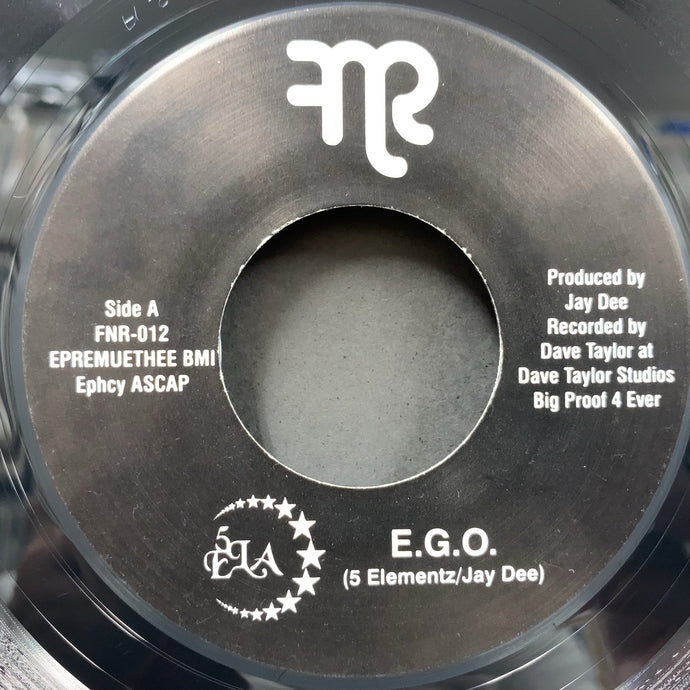 FNR
Side A
FNR-012
EPREMUETHEE BMI
Ephcy ASCAP
Produced by
Jay Dee
Recorded by
Dave Taylor at
Dave Taylor Studios
Big Proof 4 Ever
5
ELA
E.G.O.
(5 Elementz/Jay Dee)